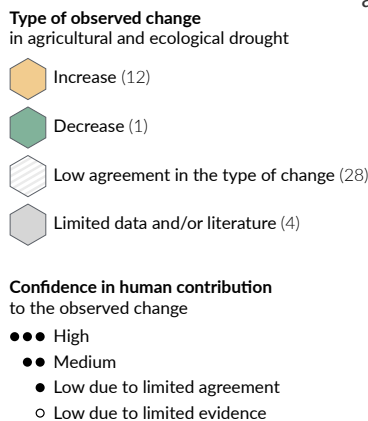 Type of observed change
in agricultural and ecological drought
Increase (12)
Decrease (1)
Low agreement in the type of change (28)
Limited data and/or literature (4)
Confidence in human contribution
to the observed change
●●● High
●● Medium
● Low due to limited agreement
○ Low due to limited evidence